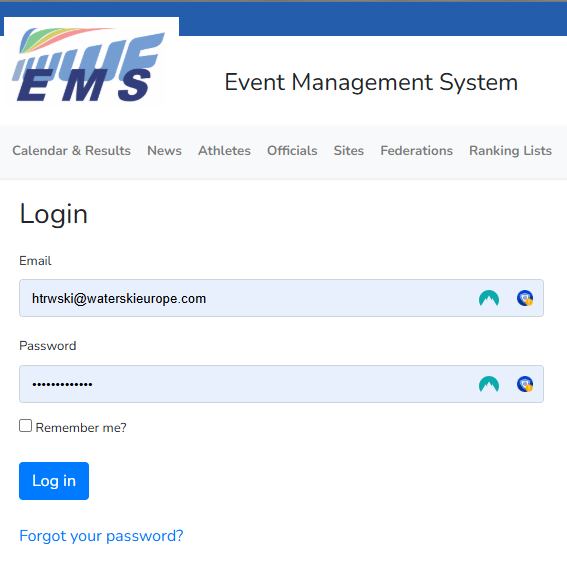 IWWF
EMS
Event Management System
Calendar & Results News Athletes Officials Sites Federations Ranking Lists
Login
Email
htrwski@waterskieurope.com
Password
•••••••••••••
Remember me?
Log in
Forgot your password?